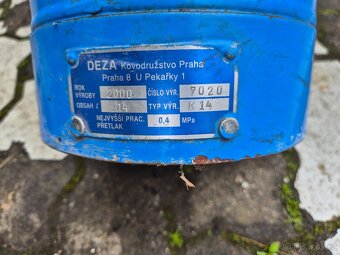 DEZA Kovodružstvo Praha
Praha 8 U Pekařky 1
ROK VÝROBY 2000 ČÍSLO VÝR. 7020
OBSAH l 14 TYP VÝR. K 14
NEJVYŠŠÍ PRAC. PŘETLAK 0,4 MPa